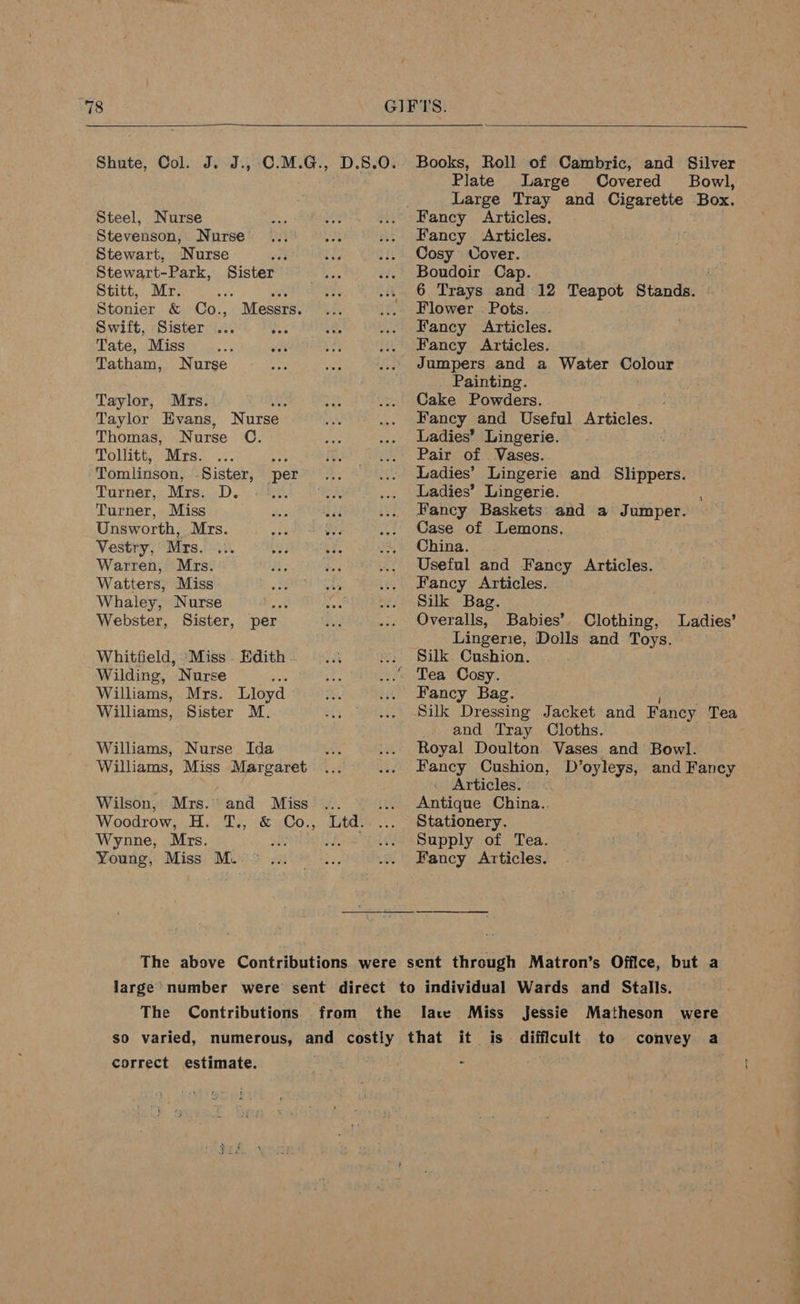 78 GIFTS.
Shute, Col. J. J., C.M.G., D.S.O. Books, Roll of Cambric, and Silver
Plate Large Covered Bowl,
Large Tray and Cigarette Box.
Steel, Nurse ... ... ... Fancy Articles.
Stevenson, Nurse ... ... ... Fancy Articles.
Stewart, Nurse ... ... ... Cosy Cover.
Stewart-Park, Sister ... ... Boudoir Cap.
Stitt, Mr. ... ... ... ... 6 Trays and 12 Teapot Stands.
Stonier & Co., Messrs. ... ... Flower Pots.
Swift, Sister ... ... ... ... Fancy Articles.
Tate, Miss ... ... ... ... Fancy Articles.
Tatham, Nurse ... ... ... Jumpers and a Water Colour
Painting.
Taylor, Mrs. ... ... ... Cake Powders.
Taylor Evans, Nurse ... ... Fancy and Useful Articles.
Thomas, Nurse C. ... ... Ladies' Lingerie.
Tollitt, Mrs. ... ... ... ... Pair of Vases.
Tomlinson, Sister, per ... ... Ladies' Lingerie and Slippers.
Turner, Mrs. D. ... ... ... Ladies' Lingerie.
Turner, Miss ... ... ... Fancy Baskets and a Jumper.
Unsworth, Mrs. ... ... ... Case of Lemons.
Vestry, Mrs. ... ... ... ... China.
Warren, Mrs. ... ... ... Useful and Fancy Articles.
Watters, Miss ... ... ... Fancy Articles.
Whaley, Nurse ... ... ... Silk Bag.
Webster, Sister, per ... ... Overalls, Babies' Clothing, Ladies'
Lingerie, Dolls and Toys.
Whitfield, Miss Edith ... ... Silk Cushion.
Wilding, Nurse ... ... ... Tea Cosy.
Williams, Mrs. Lloyd ... ... Fancy Bag.
Williams, Sister M. ... ... Silk Dressing Jacket and Fancy Tea
and Tray Cloths.
Williams, Nurse Ida ... ... Royal Doulton Vases and Bowl.
Williams, Miss Margaret ... ... Fancy Cushion, D'oyleys, and Fancy
Articles.
Wilson, Mrs. and Miss ... ... Antique China.
Woodrow, H. T., & Co., Ltd. ... Stationery.
Wynne, Mrs. ... ... ... Supply of Tea.
Young, Miss M. ... ... ... Fancy Articles.
The above Contributions were sent through Matron's Office, but a
large number were sent direct to individual Wards and Stalls.
The Contributions from the late Miss Jessie Matheson were
so varied, numerous, and costly that it is difficult to convey a
correct estimate.